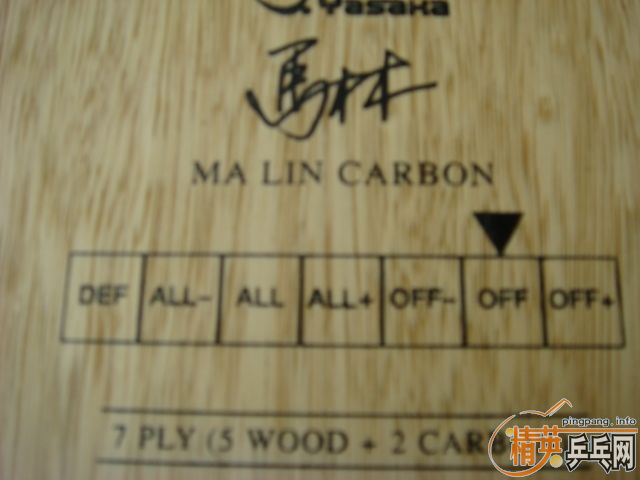 Yasaka
馬林
MA LIN CARBON
DEF ALL- ALL ALL+ OFF- OFF OFF+
7 PLY (5 WOOD + 2 CARB
pingpang.info
精英乒乓网